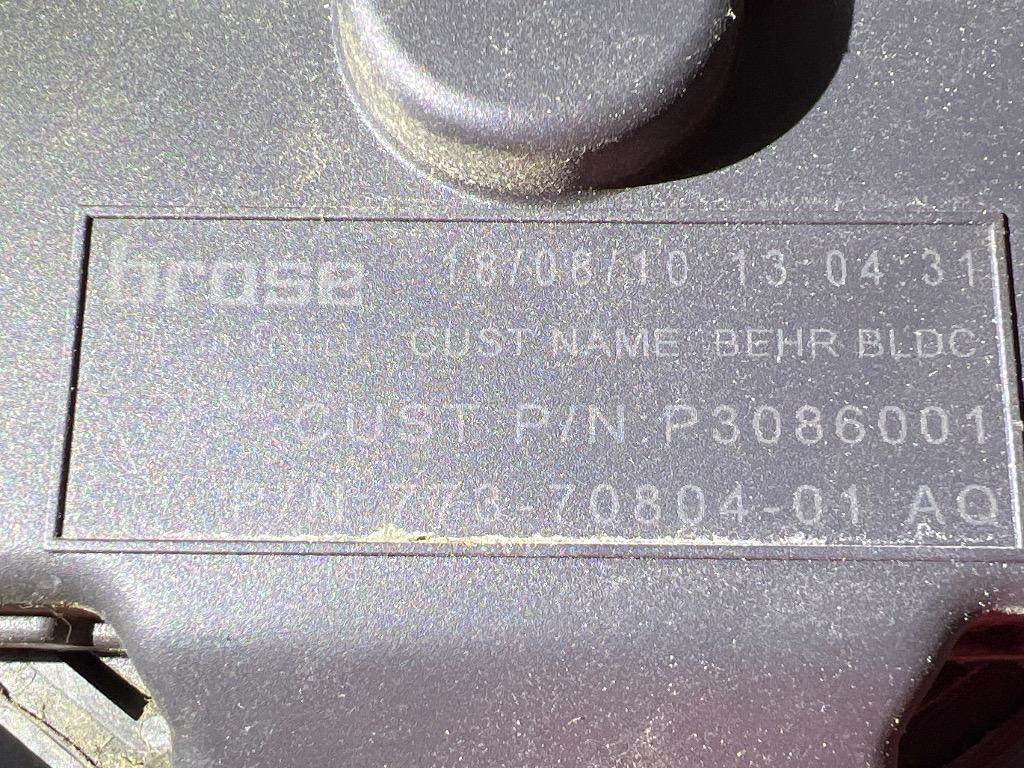 brose 18/08/10 13:04:31
CUST NAME BEHR BLDC
CUST P/N P3086001
P/N 773-70804-01 AQ